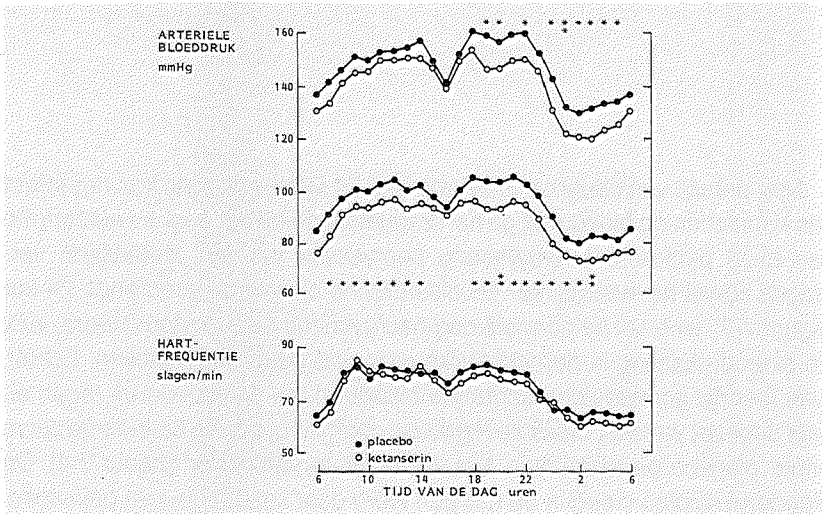 ARTERIELE
BLOEDDRUK
mmHg
160
140
120
100
80
60
HART-
FREQUENTIE
slagen/min
90
70
50
placebo
ketanserin
6 10 14 18 22 2 6
TIJD VAN DE DAG uren